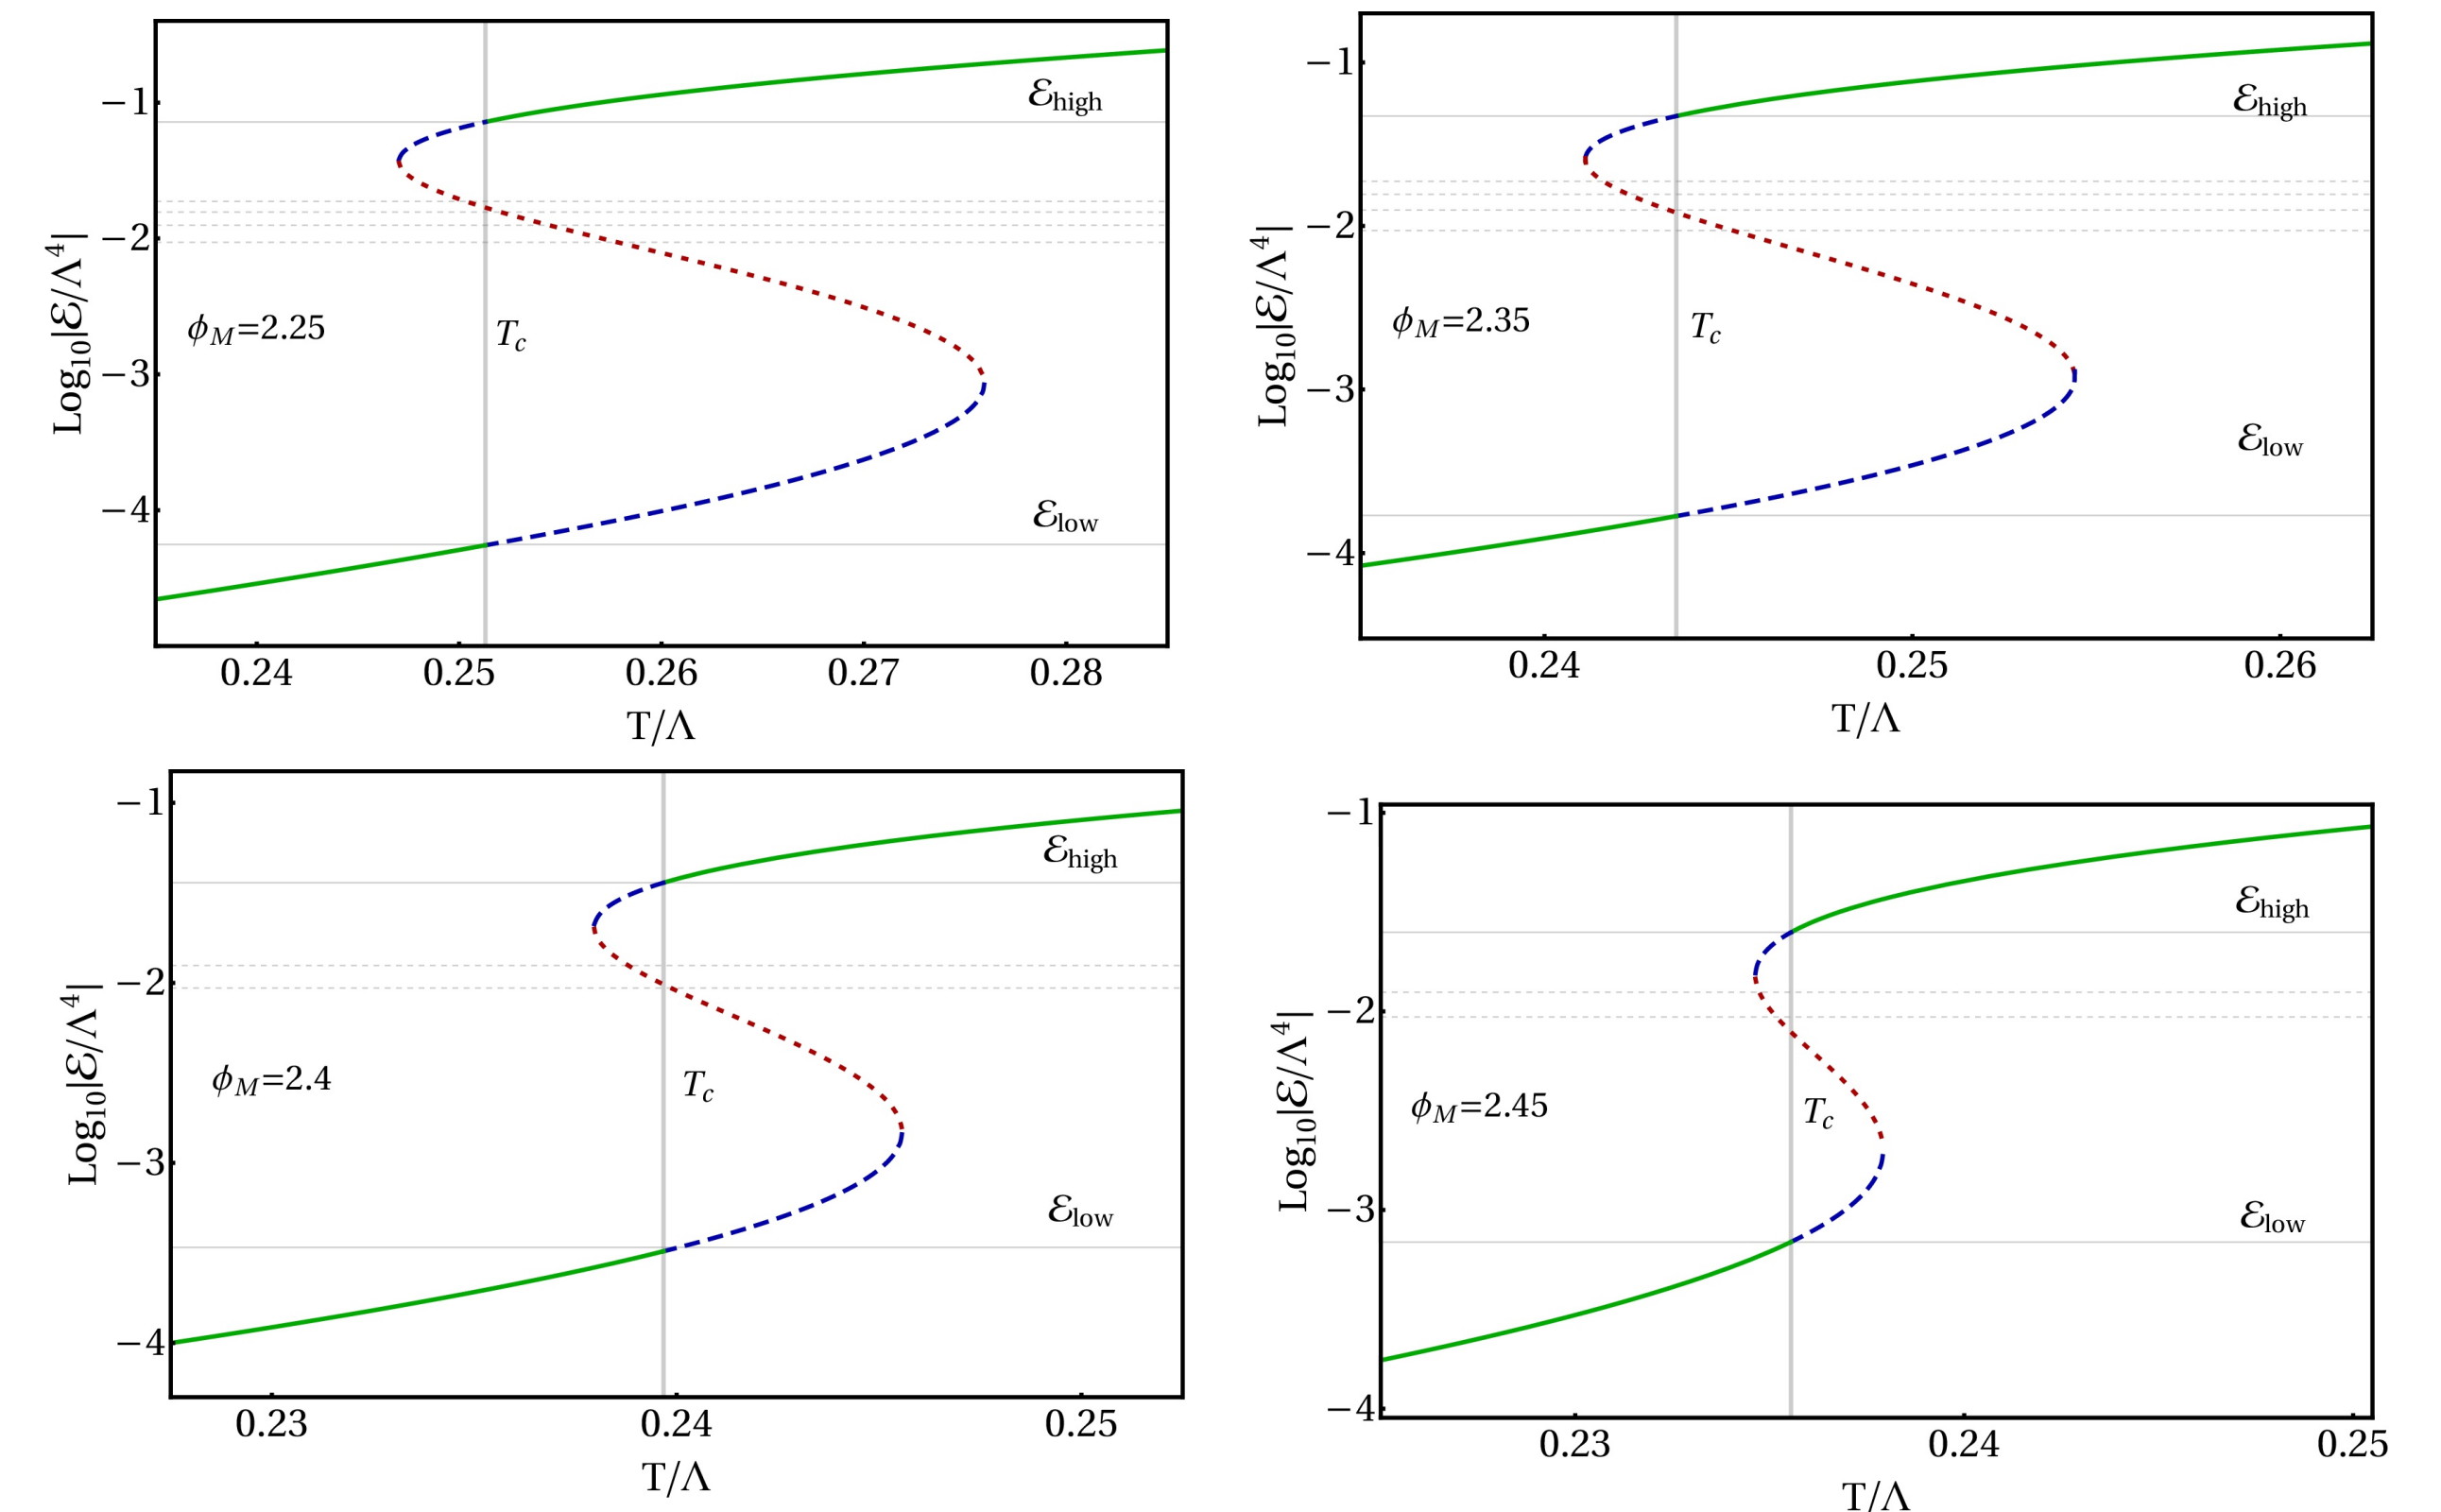 Log₁₀|ℰ/Λ⁴|
−1
−2
−3
−4
ℰhigh
ϕM=2.25
Tc
ℰlow
0.24 0.25 0.26 0.27 0.28
T/Λ
Log₁₀|ℰ/Λ⁴|
−1
−2
−3
−4
ℰhigh
ϕM=2.35
Tc
ℰlow
0.24 0.25 0.26
T/Λ
Log₁₀|ℰ/Λ⁴|
−1
−2
−3
−4
ℰhigh
ϕM=2.4
Tc
ℰlow
0.23 0.24 0.25
T/Λ
Log₁₀|ℰ/Λ⁴|
−1
−2
−3
−4
ℰhigh
ϕM=2.45
Tc
ℰlow
0.23 0.24 0.25
T/Λ